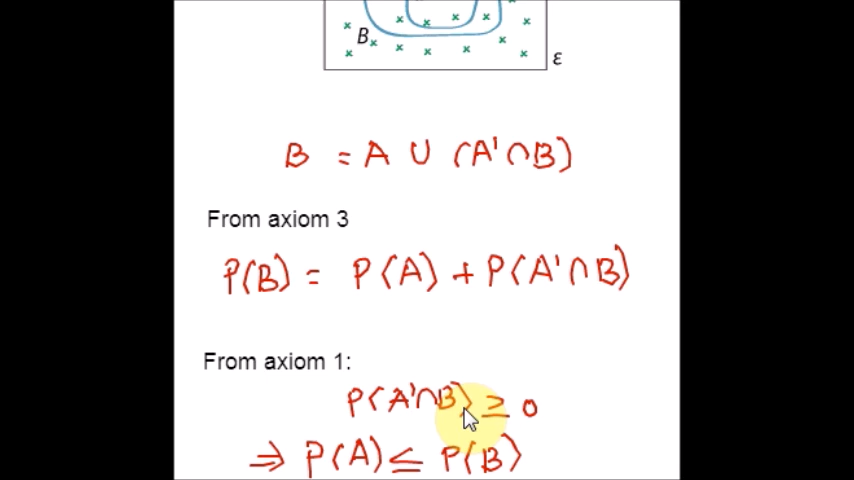 B
ε
B = A ∪ (A'∩B)
From axiom 3
P(B) = P(A) + P(A'∩B)
From axiom 1:
P(A'∩B) ≥ 0
⇒ P(A) ≤ P(B)